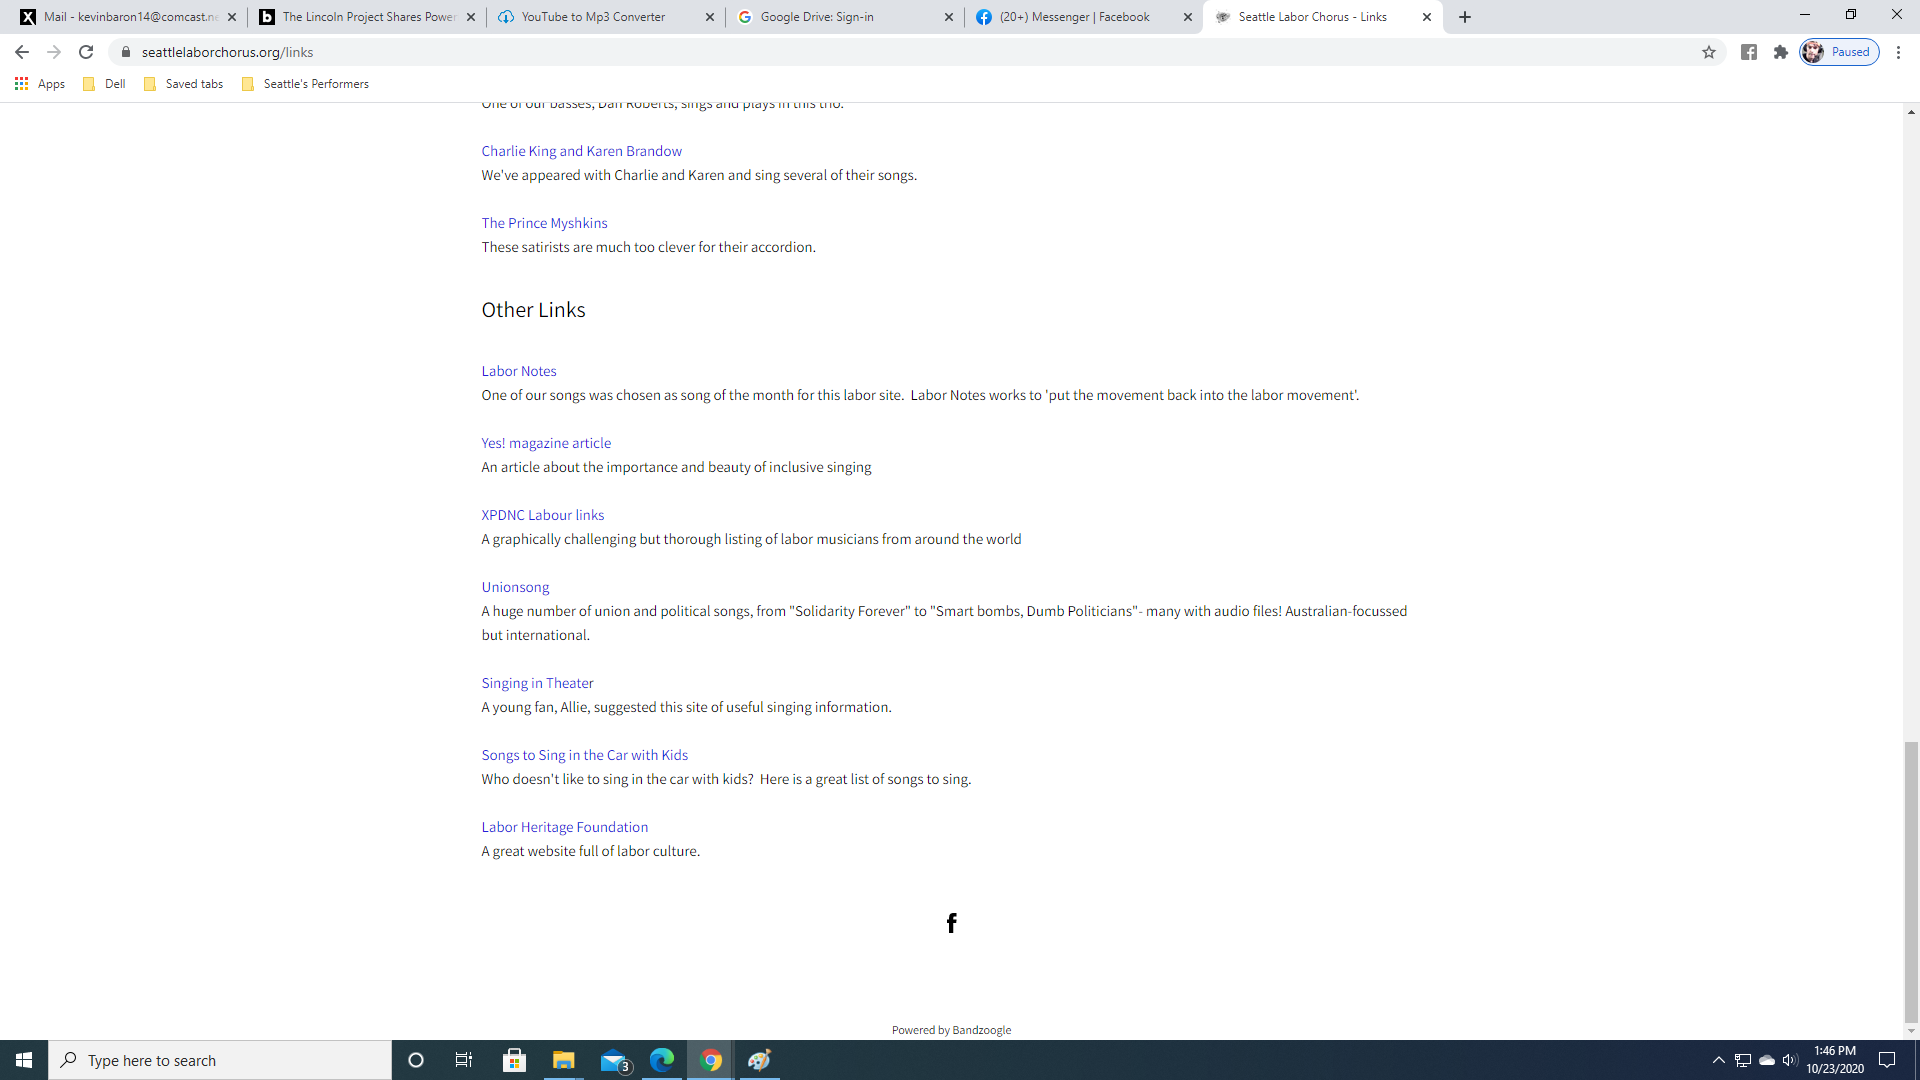 Mail - kevinbaron14@comcast.ne
The Lincoln Project Shares Power
YouTube to Mp3 Converter
Google Drive: Sign-in
(20+) Messenger | Facebook
Seattle Labor Chorus - Links
seattlelaborchorus.org/links
Paused
Apps
Dell
Saved tabs
Seattle's Performers
One of our basses, Dan Roberts, sings and plays in this trio.
Charlie King and Karen Brandow
We've appeared with Charlie and Karen and sing several of their songs.
The Prince Myshkins
These satirists are much too clever for their accordion.
Other Links
Labor Notes
One of our songs was chosen as song of the month for this labor site.  Labor Notes works to 'put the movement back into the labor movement'.
Yes! magazine article
An article about the importance and beauty of inclusive singing
XPDNC Labour links
A graphically challenging but thorough listing of labor musicians from around the world
Unionsong
A huge number of union and political songs, from "Solidarity Forever" to "Smart bombs, Dumb Politicians"- many with audio files! Australian-focussed
but international.
Singing in Theater
A young fan, Allie, suggested this site of useful singing information.
Songs to Sing in the Car with Kids
Who doesn't like to sing in the car with kids?  Here is a great list of songs to sing.
Labor Heritage Foundation
A great website full of labor culture.
Powered by Bandzoogle
Type here to search
3
1:46 PM
10/23/2020